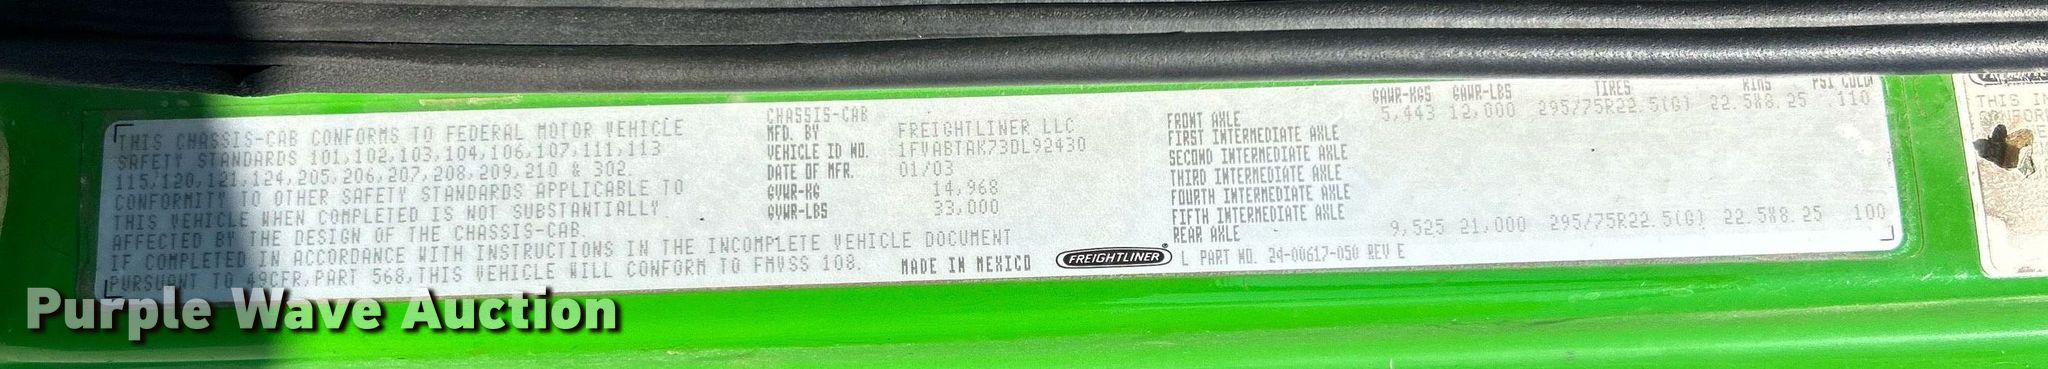 THIS CHASSIS-CAB CONFORMS TO FEDERAL MOTOR VEHICLE
SAFETY STANDARDS 101,102,103,104,106,107,111,113
115,120,121,124,205,206,207,208,209,210 & 302.
CONFORMITY TO OTHER SAFETY STANDARDS APPLICABLE TO
THIS VEHICLE WHEN COMPLETED IS NOT SUBSTANTIALLY
AFFECTED BY THE DESIGN OF THE CHASSIS-CAB.
IF COMPLETED IN ACCORDANCE WITH INSTRUCTIONS IN THE INCOMPLETE VEHICLE DOCUMENT
PURSUANT TO 49CFR,PART 568,THIS VEHICLE WILL CONFORM TO FMVSS 108.
CHASSIS-CAB
MFD. BY FREIGHTLINER LLC
VEHICLE ID NO. 1FVABTAK73DL92430
DATE OF MFR. 01/03
GVWR-KG 14,968
GVWR-LBS 33,000
MADE IN MEXICO
FREIGHTLINER
GAWR-KGS GAWR-LBS TIRES RIMS PSI COLD
FRONT AXLE 5,443 12,000 295/75R22.5(G) 22.5X8.25 110
FIRST INTERMEDIATE AXLE
SECOND INTERMEDIATE AXLE
THIRD INTERMEDIATE AXLE
FOURTH INTERMEDIATE AXLE
FIFTH INTERMEDIATE AXLE
REAR AXLE 9,525 21,000 295/75R22.5(G) 22.5X8.25 100
L PART NO. 24-00617-050 REV E
THIS
Purple Wave Auction